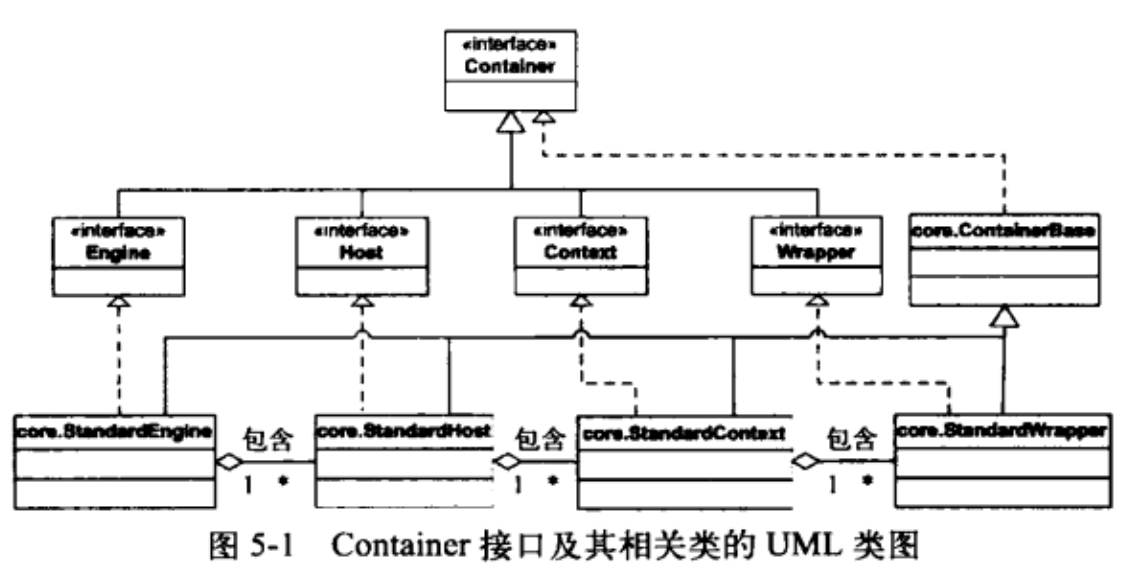 «interface»
Container
«interface»
Engine
«interface»
Host
«interface»
Context
«interface»
Wrapper
core.ContainerBase
core.StandardEngine
包含
1 *
core.StandardHost
包含
1 *
core.StandardContext
包含
1 *
core.StandardWrapper
图 5-1 Container 接口及其相关类的 UML 类图